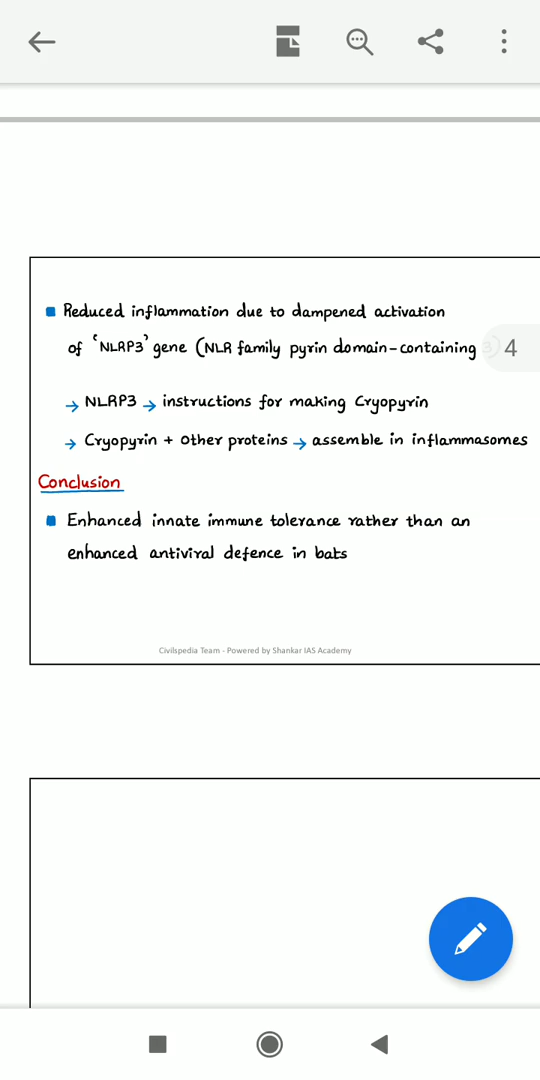 Reduced inflammation due to dampened activation
of 'NLRP3' gene (NLR family pyrin domain-containing 3)
4
→ NLRP3 → instructions for making Cryopyrin
→ Cryopyrin + Other proteins → assemble in inflammasomes
Conclusion
Enhanced innate immune tolerance rather than an
enhanced antiviral defence in bats
Civilspedia Team - Powered by Shankar IAS Academy